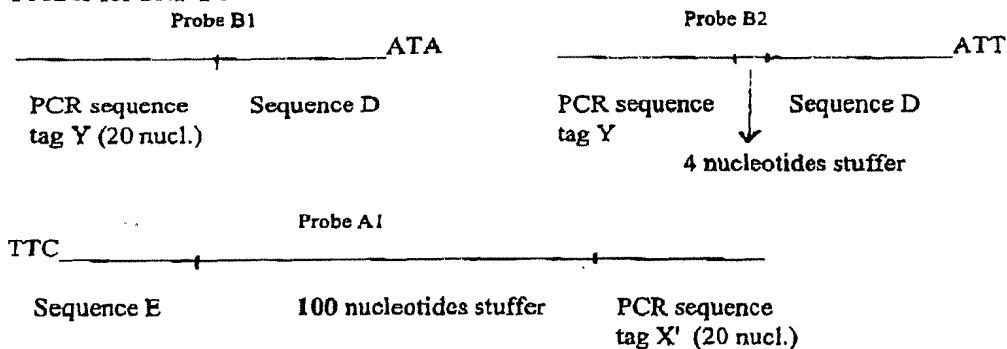 Probe B1
Probe B2
ATA
ATT
PCR sequence
tag Y (20 nucl.)
Sequence D
PCR sequence
tag Y
Sequence D
4 nucleotides stuffer
Probe A1
TTC
Sequence E
100 nucleotides stuffer
PCR sequence
tag X' (20 nucl.)